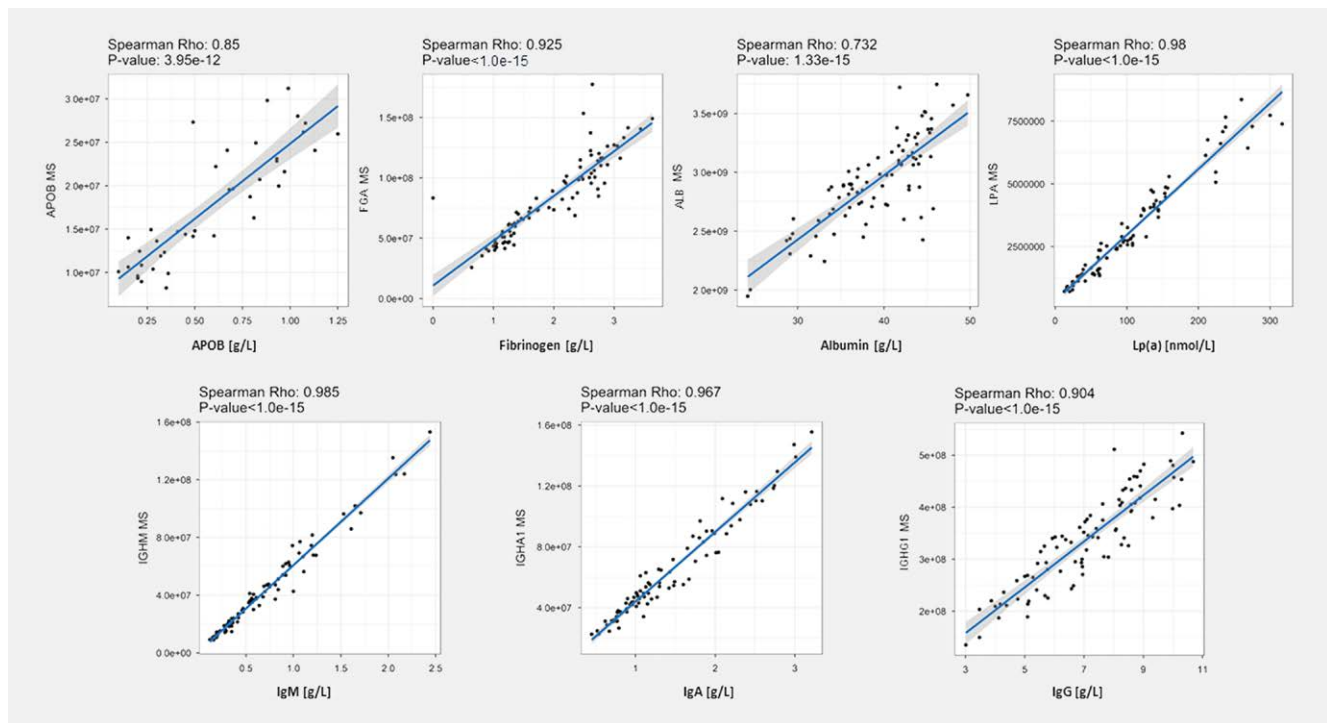 Spearman Rho: 0.85
P-value: 3.95e-12
3.0e+07
2.5e+07
2.0e+07
1.5e+07
1.0e+07
APOB MS
0.25
0.50
0.75
1.00
1.25
APOB [g/L]
Spearman Rho: 0.925
P-value<1.0e-15
1.5e+08
1.0e+08
5.0e+07
0.0e+00
FGA MS
0
1
2
3
Fibrinogen [g/L]
Spearman Rho: 0.732
P-value: 1.33e-15
3.5e+09
3.0e+09
2.5e+09
2.0e+09
ALB MS
30
40
50
Albumin [g/L]
Spearman Rho: 0.98
P-value<1.0e-15
7500000
5000000
2500000
LPA MS
0
100
200
300
Lp(a) [nmol/L]
Spearman Rho: 0.985
P-value<1.0e-15
1.6e+08
1.2e+08
8.0e+07
4.0e+07
0.0e+00
IGHM MS
0.5
1.0
1.5
2.0
2.5
IgM [g/L]
Spearman Rho: 0.967
P-value<1.0e-15
1.6e+08
1.2e+08
8.0e+07
4.0e+07
IGHA1 MS
1
2
3
IgA [g/L]
Spearman Rho: 0.904
P-value<1.0e-15
5e+08
4e+08
3e+08
2e+08
IGHG1 MS
3
5
7
9
11
IgG [g/L]